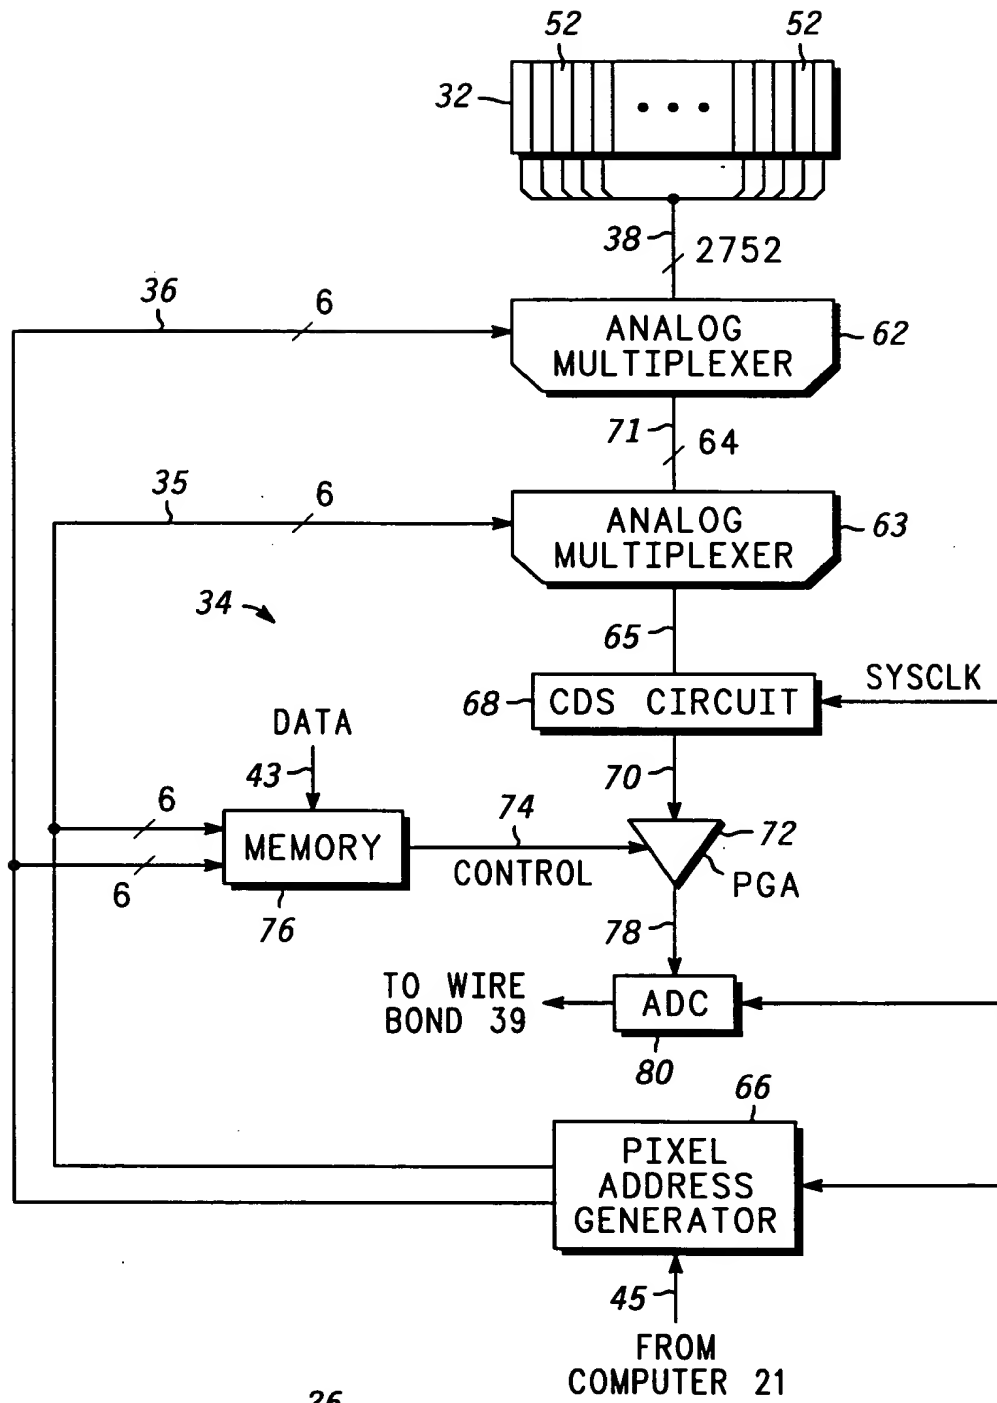 52 52
32
38 2752
36 6
ANALOG
MULTIPLEXER
62
71 64
35 6
ANALOG
MULTIPLEXER
63
34
65
SYSCLK
68 CDS CIRCUIT
DATA
43
70
6
74
72
MEMORY
CONTROL
PGA
6
76
78
TO WIRE
BOND 39
ADC
80
66
PIXEL
ADDRESS
GENERATOR
45
FROM
COMPUTER 21